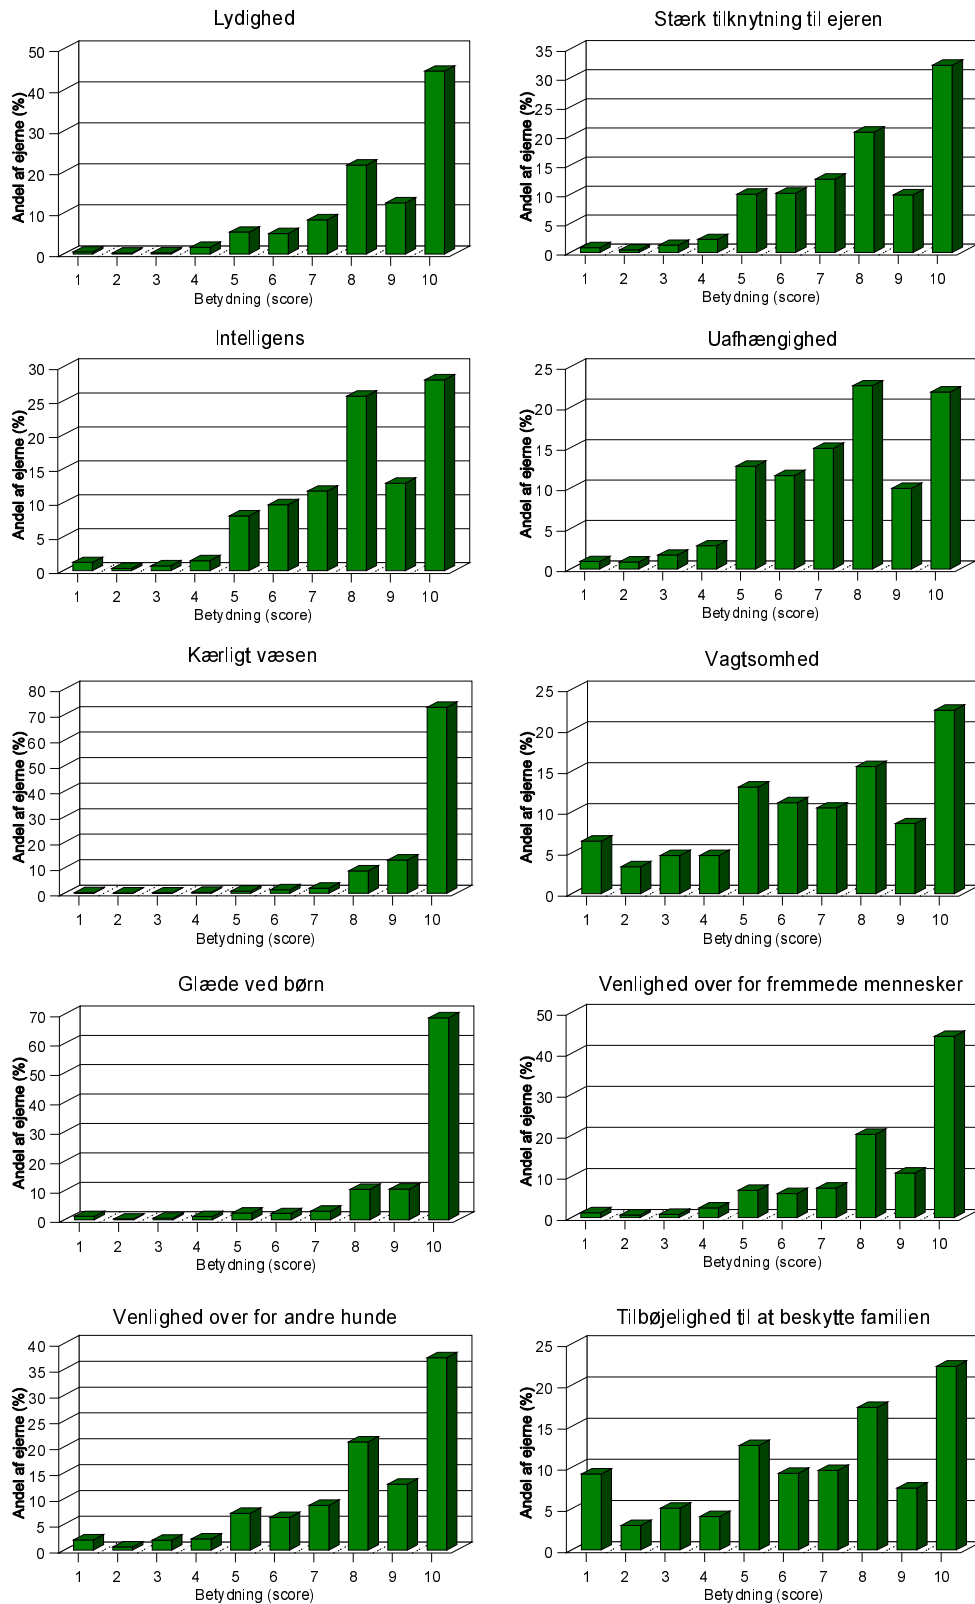 Lydighed
50
40
30
20
10
0
Andel af ejerne (%)
1 2 3 4 5 6 7 8 9 10
Betydning (score)
Stærk tilknytning til ejeren
35
30
25
20
15
10
5
0
Andel af ejerne (%)
1 2 3 4 5 6 7 8 9 10
Betydning (score)
Intelligens
30
25
20
15
10
5
0
Andel af ejerne (%)
1 2 3 4 5 6 7 8 9 10
Betydning (score)
Uafhængighed
25
20
15
10
5
0
Andel af ejerne (%)
1 2 3 4 5 6 7 8 9 10
Betydning (score)
Kærligt væsen
80
70
60
50
40
30
20
10
0
Andel af ejerne (%)
1 2 3 4 5 6 7 8 9 10
Betydning (score)
Vagtsomhed
25
20
15
10
5
0
Andel af ejerne (%)
1 2 3 4 5 6 7 8 9 10
Betydning (score)
Glæde ved børn
70
60
50
40
30
20
10
0
Andel af ejerne (%)
1 2 3 4 5 6 7 8 9 10
Betydning (score)
Venlighed over for fremmede mennesker
50
40
30
20
10
0
Andel af ejerne (%)
1 2 3 4 5 6 7 8 9 10
Betydning (score)
Venlighed over for andre hunde
40
35
30
25
20
15
10
5
0
Andel af ejerne (%)
1 2 3 4 5 6 7 8 9 10
Betydning (score)
Tilbøjelighed til at beskytte familien
25
20
15
10
5
0
Andel af ejerne (%)
1 2 3 4 5 6 7 8 9 10
Betydning (score)